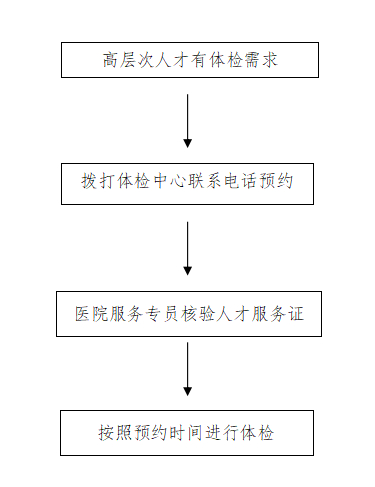 高层次人才有体检需求
拨打体检中心联系电话预约
医院服务专员核验人才服务证
按照预约时间进行体检